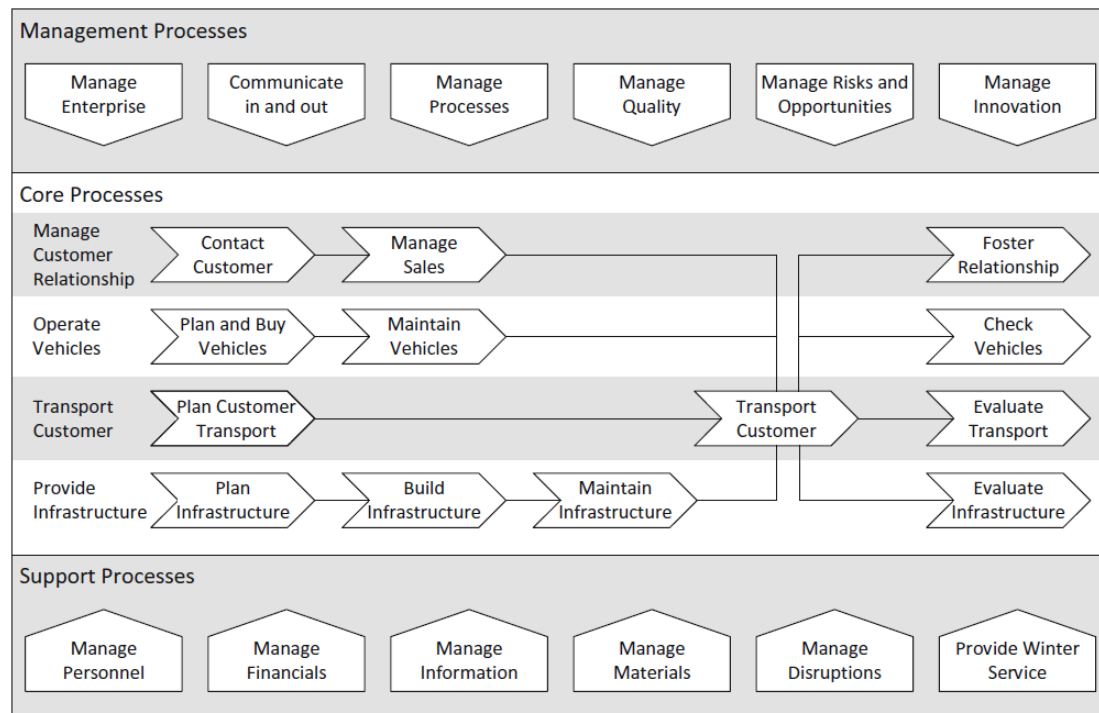 Management Processes
Manage
Enterprise
Communicate
in and out
Manage
Processes
Manage
Quality
Manage Risks and
Opportunities
Manage
Innovation
Core Processes
Manage
Customer
Relationship
Contact
Customer
Manage
Sales
Foster
Relationship
Operate
Vehicles
Plan and Buy
Vehicles
Maintain
Vehicles
Check
Vehicles
Transport
Customer
Plan Customer
Transport
Transport
Customer
Evaluate
Transport
Provide
Infrastructure
Plan
Infrastructure
Build
Infrastructure
Maintain
Infrastructure
Evaluate
Infrastructure
Support Processes
Manage
Personnel
Manage
Financials
Manage
Information
Manage
Materials
Manage
Disruptions
Provide Winter
Service